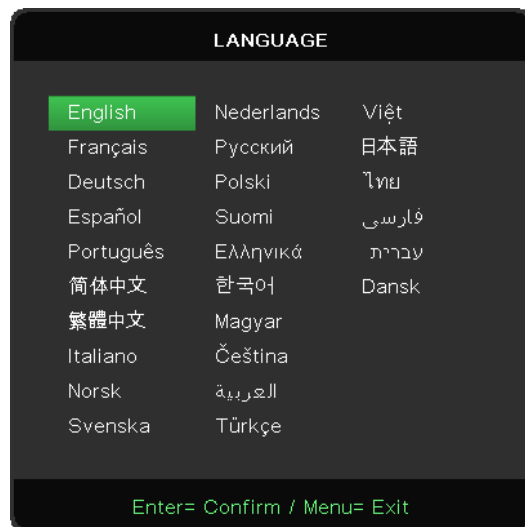 LANGUAGE
English Nederlands Việt
Français Русский 日本語
Deutsch Polski ไทย
Español Suomi فارسی
Português Ελληνικά עברית
简体中文 한국어 Dansk
繁體中文 Magyar
Italiano Čeština
Norsk العربية
Svenska Türkçe
Enter= Confirm / Menu= Exit